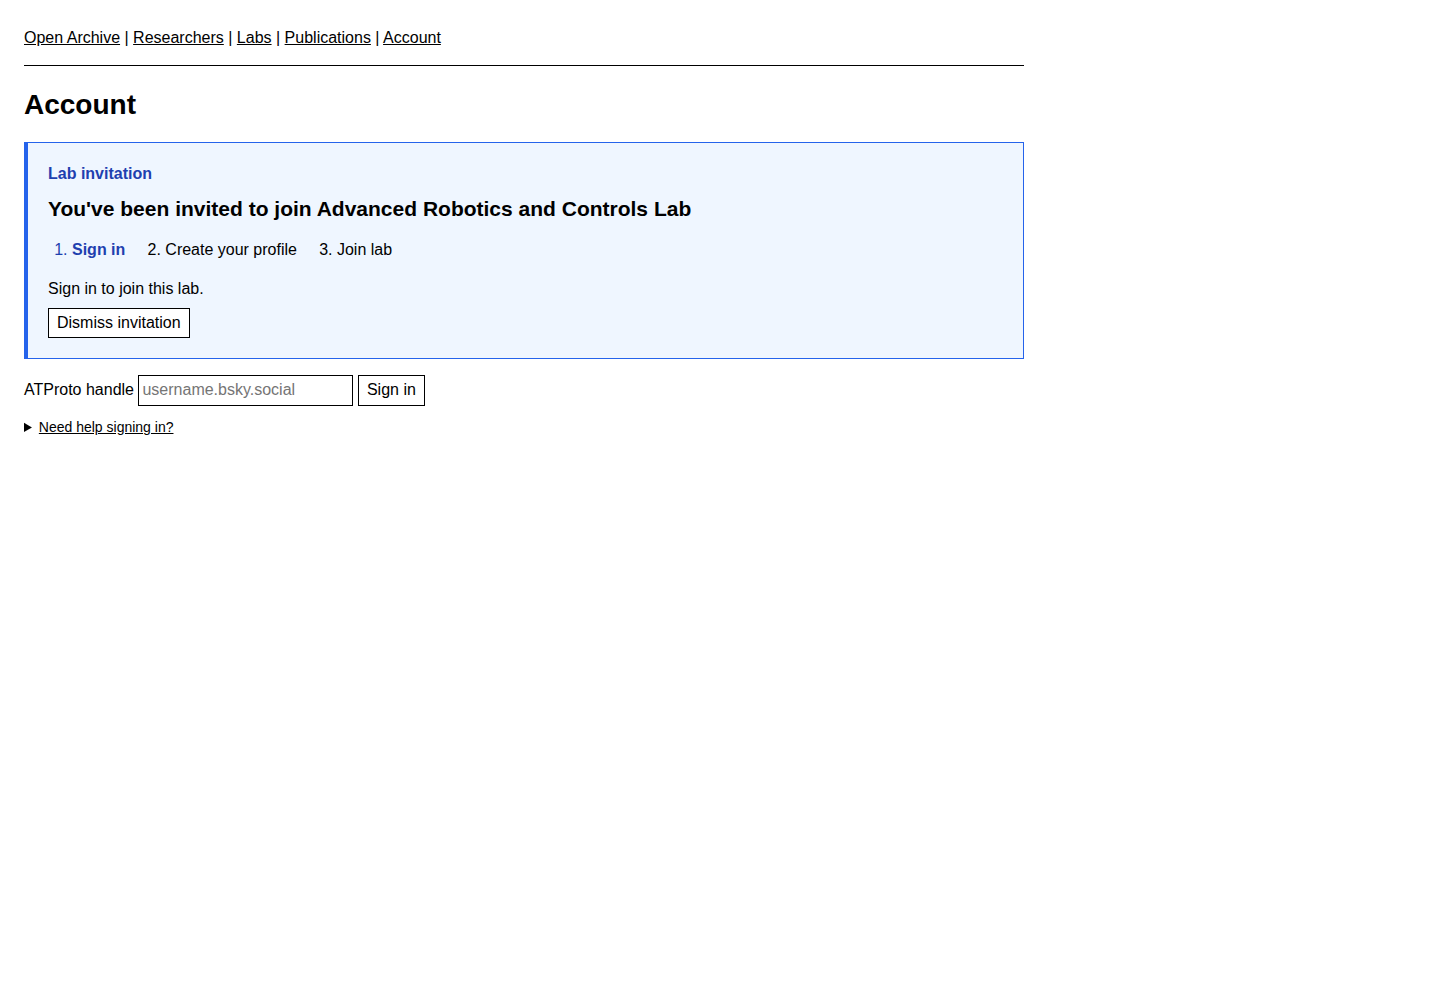 Open Archive | Researchers | Labs | Publications | Account
Account
Lab invitation
You've been invited to join Advanced Robotics and Controls Lab
1. Sign in 2. Create your profile 3. Join lab
Sign in to join this lab.
Dismiss invitation
ATProto handle username.bsky.social Sign in
Need help signing in?